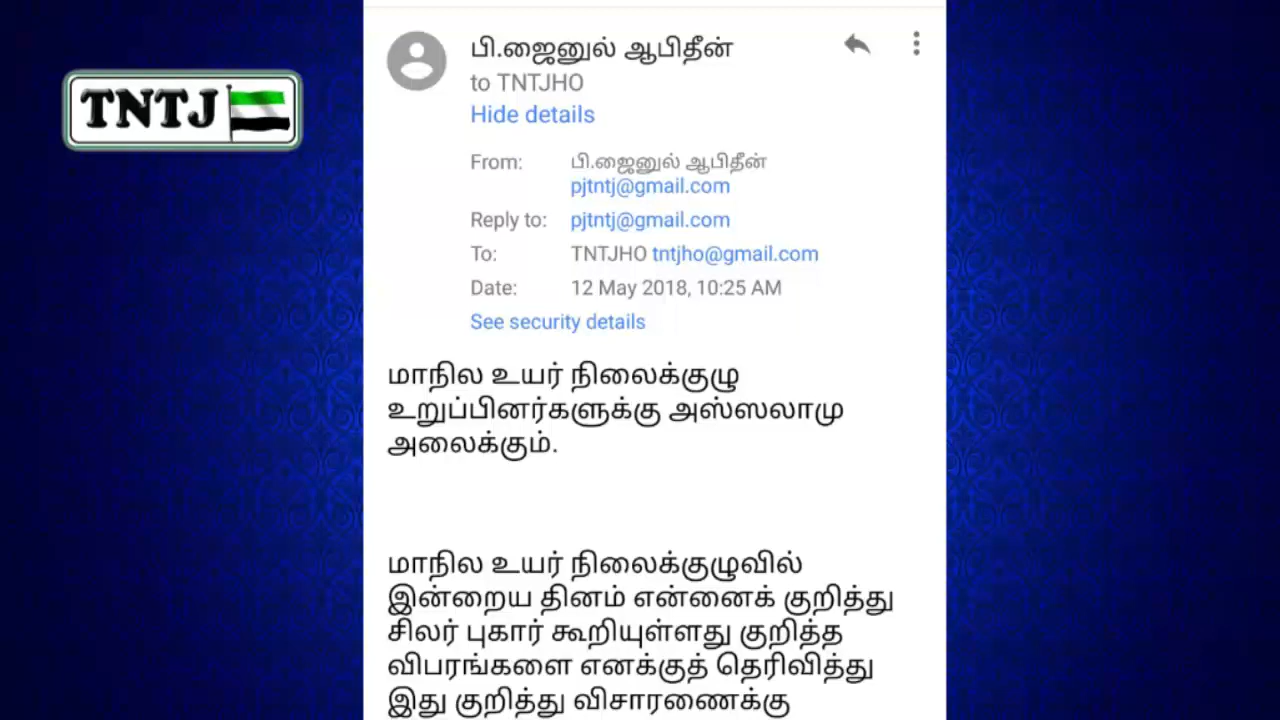 TNTJ
பி.ஜைனுல் ஆபிதீன்
to TNTJHO
Hide details
From: பி.ஜைனுல் ஆபிதீன்
pjtntj@gmail.com
Reply to: pjtntj@gmail.com
To: TNTJHO tntjho@gmail.com
Date: 12 May 2018, 10:25 AM
See security details
மாநில உயர் நிலைக்குழு
உறுப்பினர்களுக்கு அஸ்ஸலாமு
அலைக்கும்.
மாநில உயர் நிலைக்குழுவில்
இன்றைய தினம் என்னைக் குறித்து
சிலர் புகார் கூறியுள்ளது குறித்த
விபரங்களை எனக்குத் தெரிவித்து
இது குறித்து விசாரணைக்கு